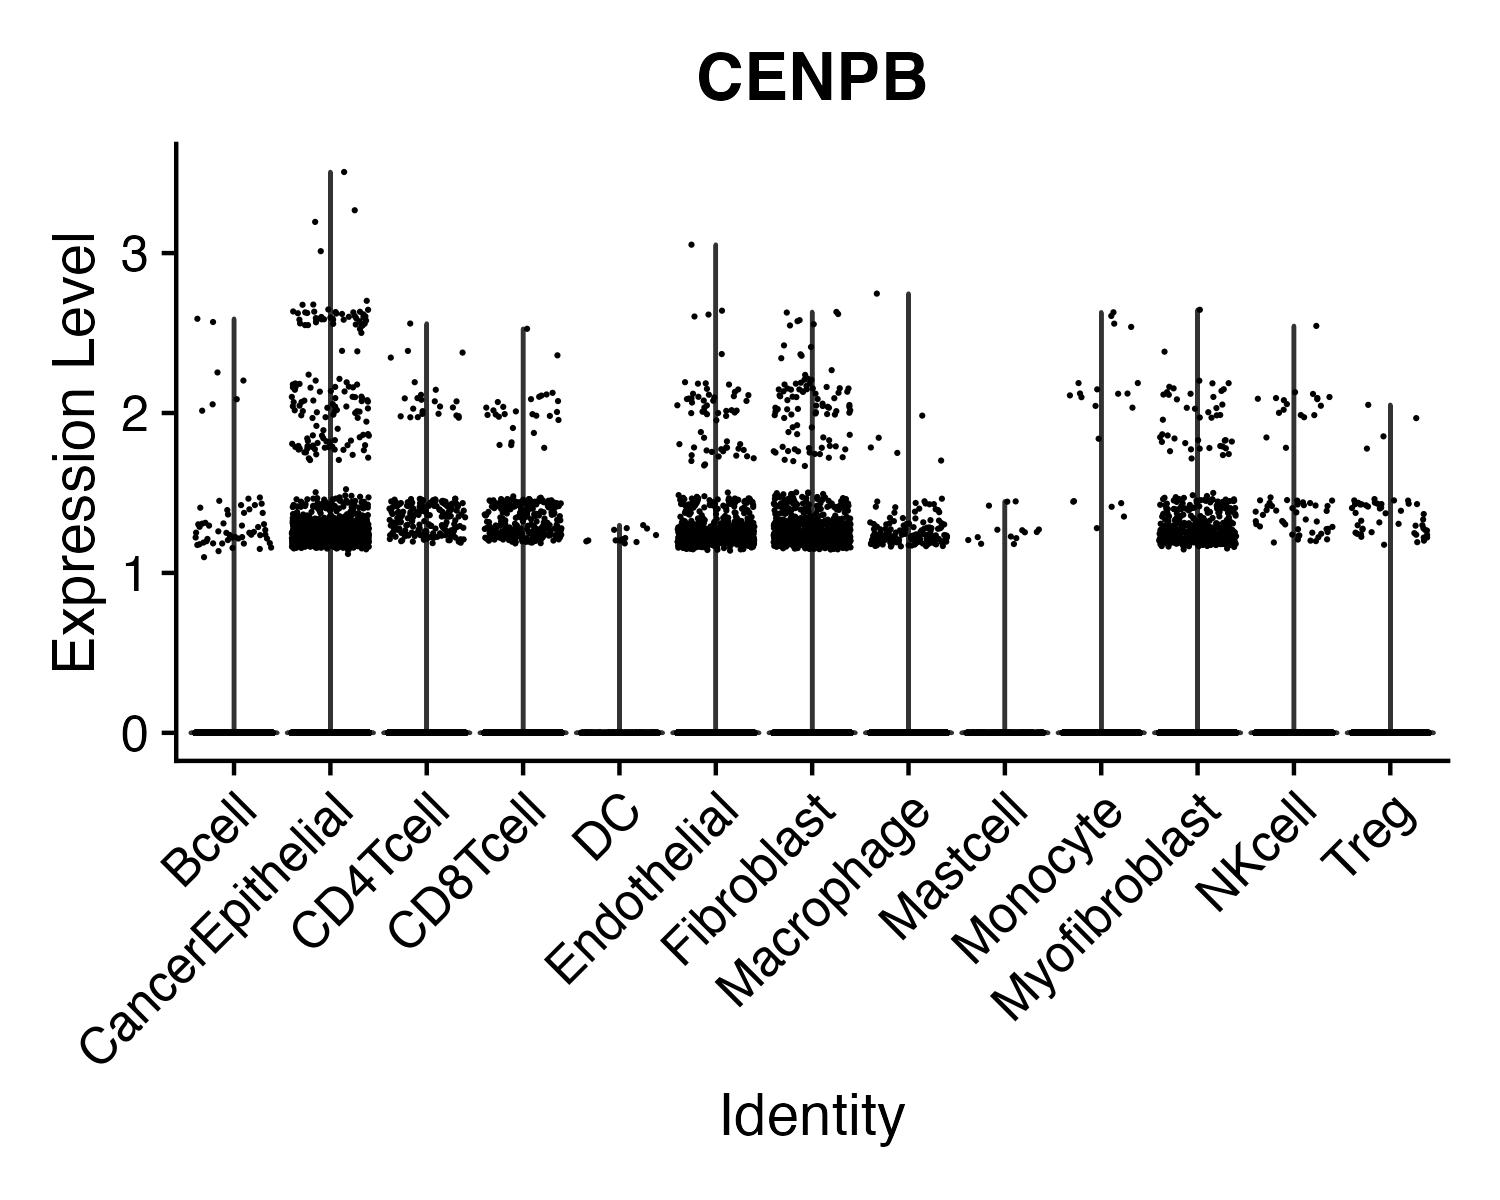 CENPB
Expression Level
3
2
1
0
Bcell
CancerEpithelial
CD4Tcell
CD8Tcell
DC
Endothelial
Fibroblast
Macrophage
Mastcell
Monocyte
Myofibroblast
NKcell
Treg
Identity